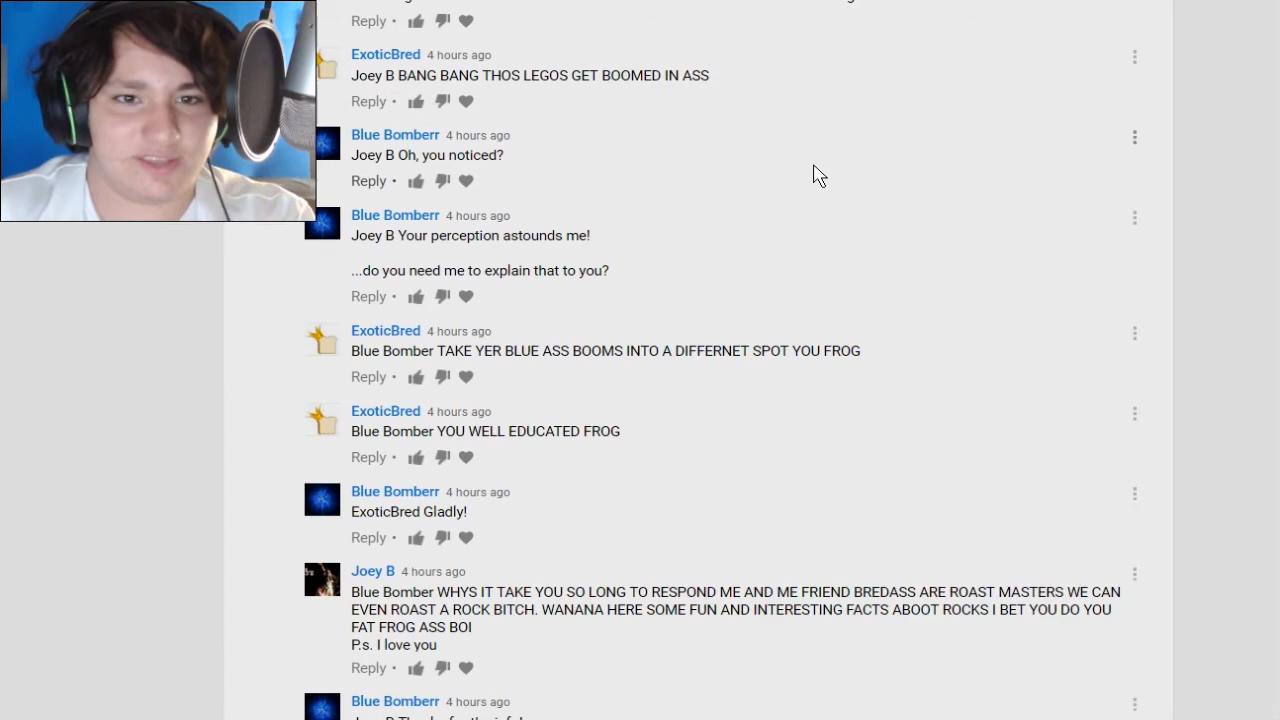 Reply •
ExoticBred 4 hours ago
Joey B BANG BANG THOS LEGOS GET BOOMED IN ASS
Reply •
Blue Bomberr 4 hours ago
Joey B Oh, you noticed?
Reply •
Blue Bomberr 4 hours ago
Joey B Your perception astounds me!
...do you need me to explain that to you?
Reply •
ExoticBred 4 hours ago
Blue Bomber TAKE YER BLUE ASS BOOMS INTO A DIFFERNET SPOT YOU FROG
Reply •
ExoticBred 4 hours ago
Blue Bomber YOU WELL EDUCATED FROG
Reply •
Blue Bomberr 4 hours ago
ExoticBred Gladly!
Reply •
Joey B 4 hours ago
Blue Bomber WHYS IT TAKE YOU SO LONG TO RESPOND ME AND ME FRIEND BREDASS ARE ROAST MASTERS WE CAN
EVEN ROAST A ROCK BITCH. WANANA HERE SOME FUN AND INTERESTING FACTS ABOOT ROCKS I BET YOU DO YOU
FAT FROG ASS BOI
P.s. I love you
Reply •
Blue Bomberr 4 hours ago